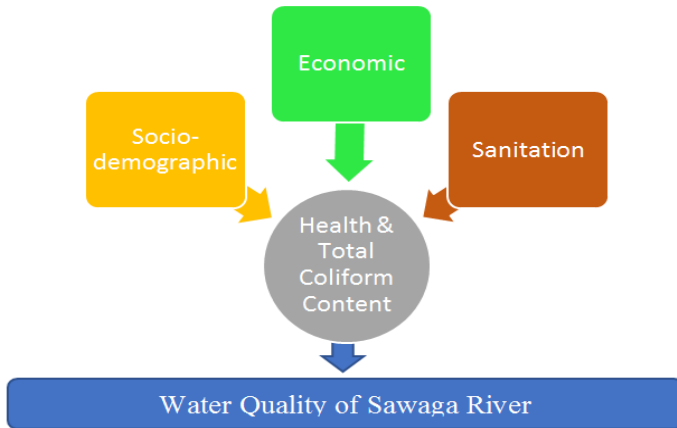 Economic
Socio-
demographic
Sanitation
Health &
Total
Coliform
Content
Water Quality of Sawaga River